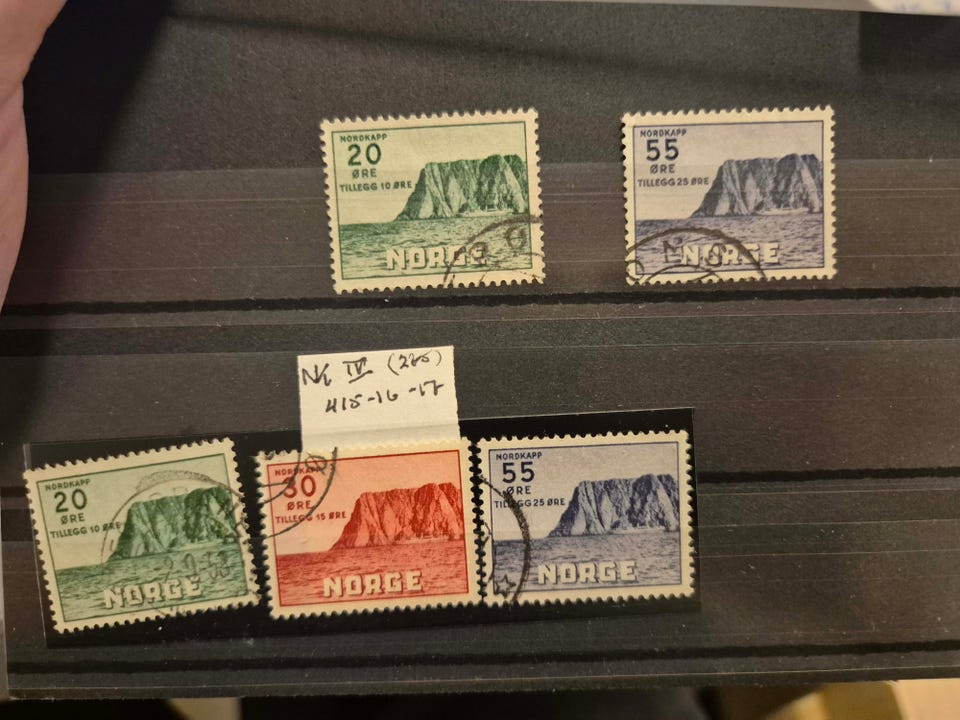 NORDKAPP
20
ØRE
TILLEGG 10 ØRE
NORGE
NORDKAPP
55
ØRE
TILLEGG 25 ØRE
NORGE
NK IV (225)
415-16-17
NORDKAPP
20
ØRE
TILLEGG 10 ØRE
NORGE
NORDKAPP
30
ØRE
TILLEGG 15 ØRE
NORGE
NORDKAPP
55
ØRE
TILLEGG 25 ØRE
NORGE